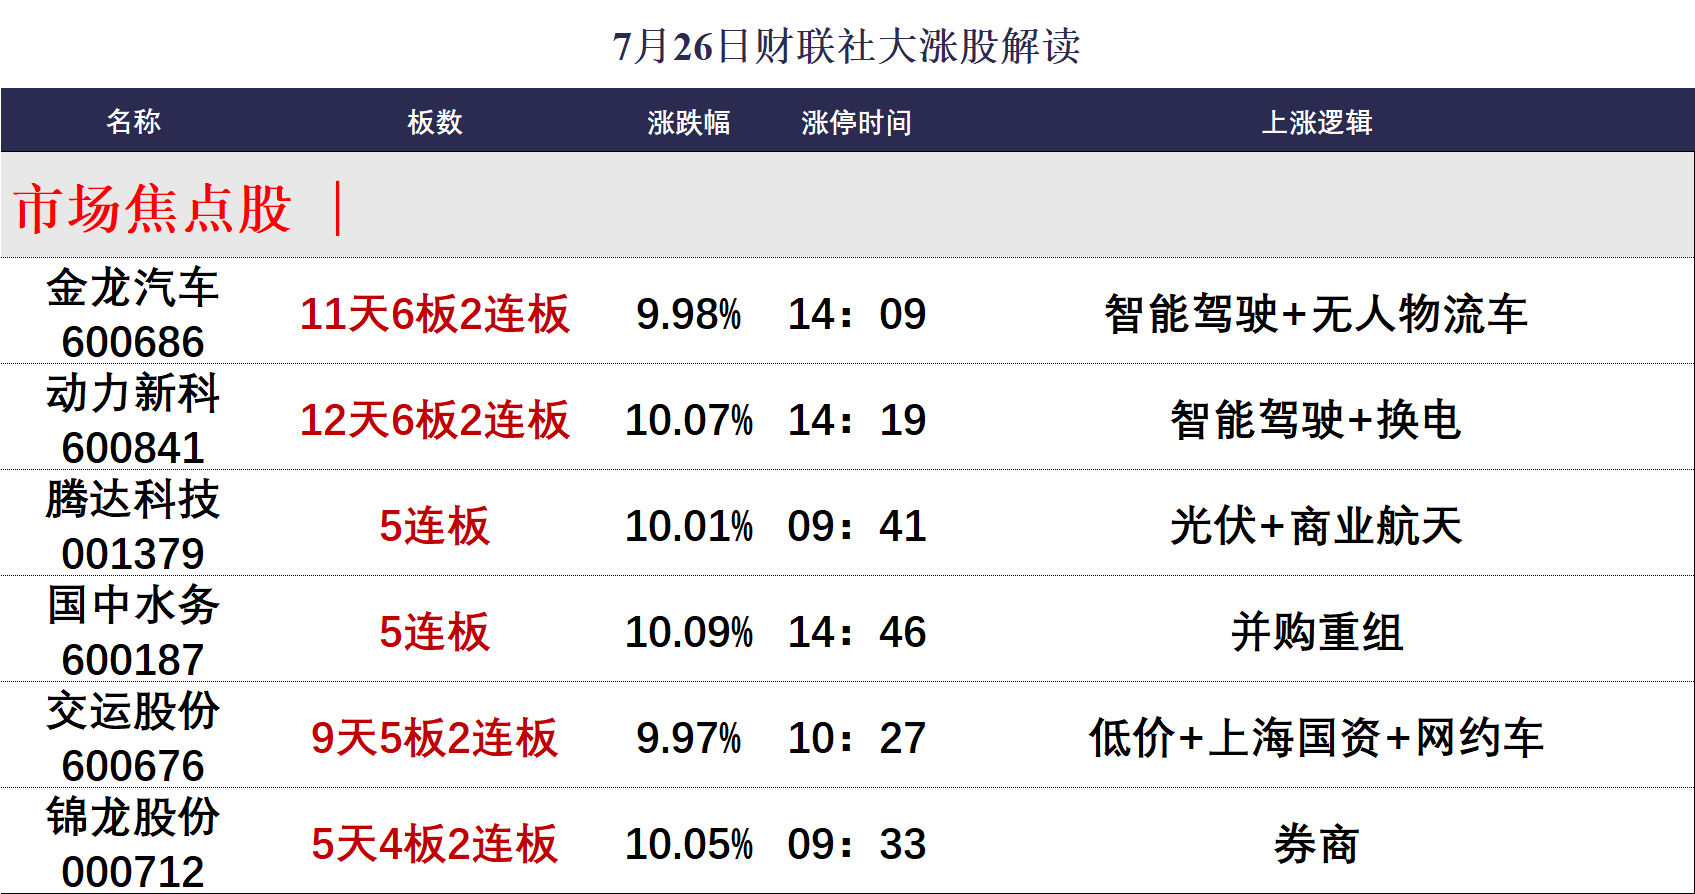 7月26日财联社大涨股解读
名称 板数 涨跌幅 涨停时间 上涨逻辑
市场焦点股 |
金龙汽车
600686 11天6板2连板 9.98% 14：09 智能驾驶+无人物流车
动力新科
600841 12天6板2连板 10.07% 14：19 智能驾驶+换电
腾达科技
001379 5连板 10.01% 09：41 光伏+商业航天
国中水务
600187 5连板 10.09% 14：46 并购重组
交运股份
600676 9天5板2连板 9.97% 10：27 低价+上海国资+网约车
锦龙股份
000712 5天4板2连板 10.05% 09：33 券商